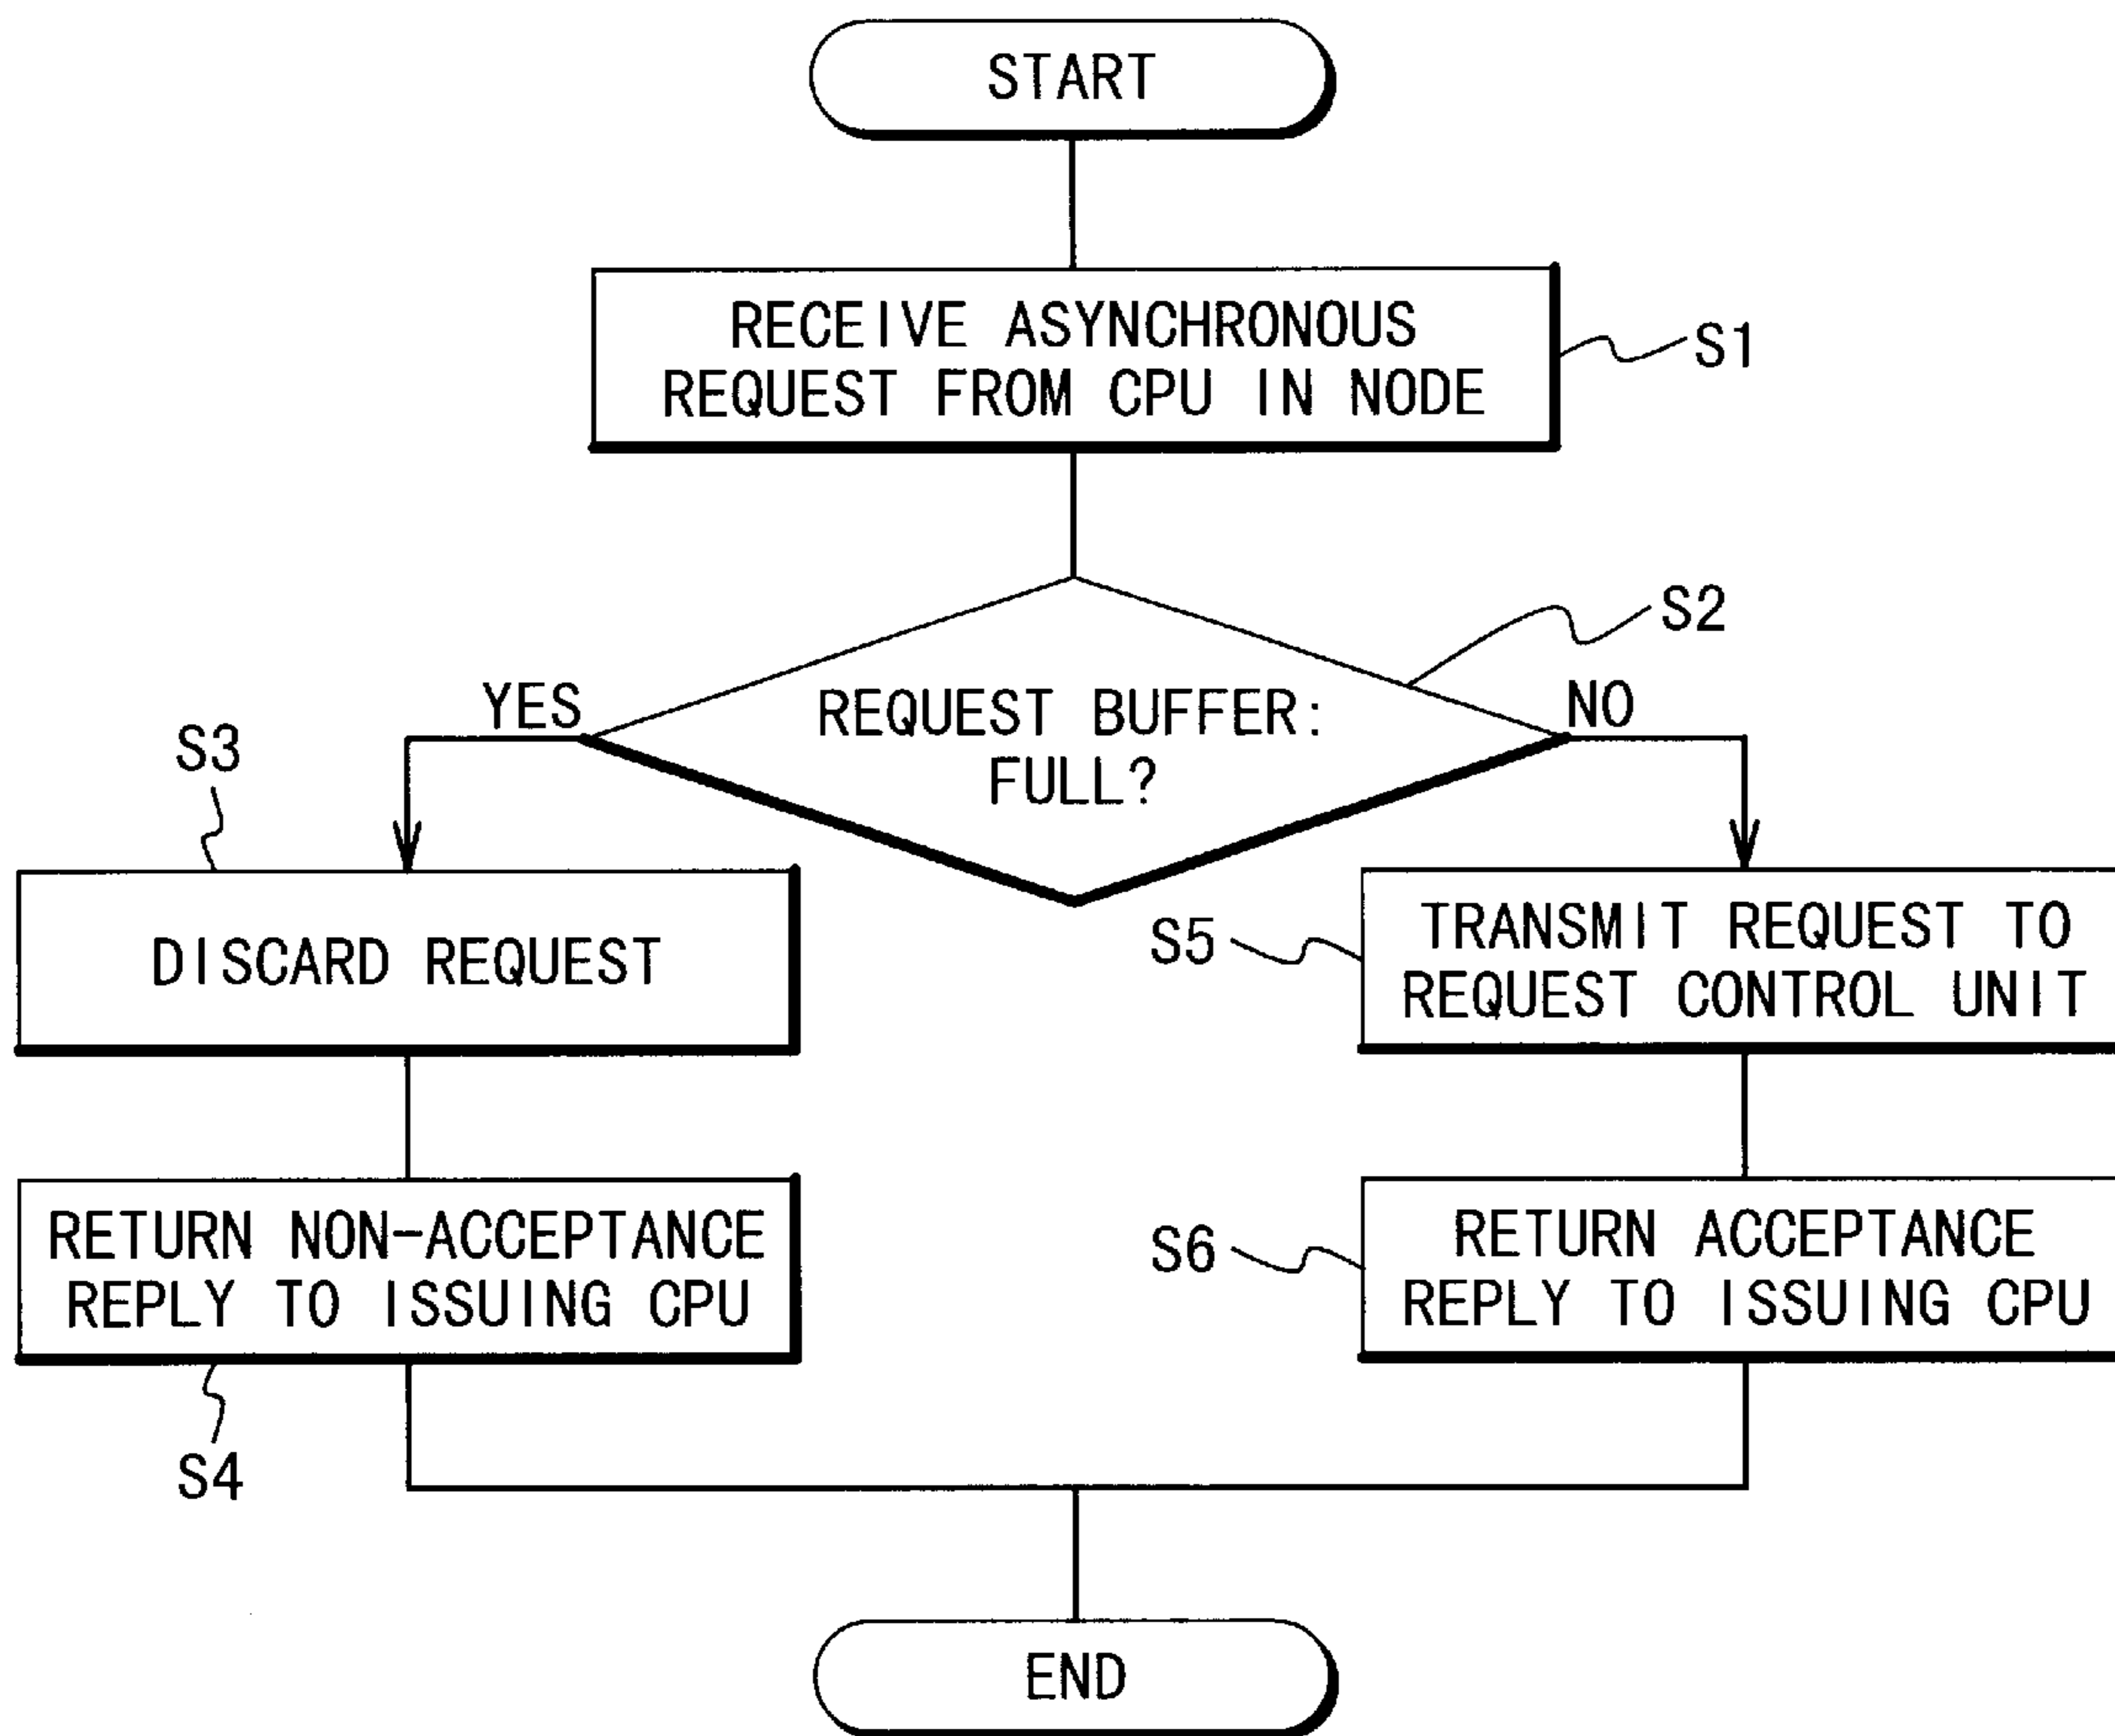 START
RECEIVE ASYNCHRONOUS
REQUEST FROM CPU IN NODE
S1
S2
YES
REQUEST BUFFER:
FULL?
NO
S3
DISCARD REQUEST
S5
TRANSMIT REQUEST TO
REQUEST CONTROL UNIT
RETURN NON-ACCEPTANCE
REPLY TO ISSUING CPU
S4
S6
RETURN ACCEPTANCE
REPLY TO ISSUING CPU
END